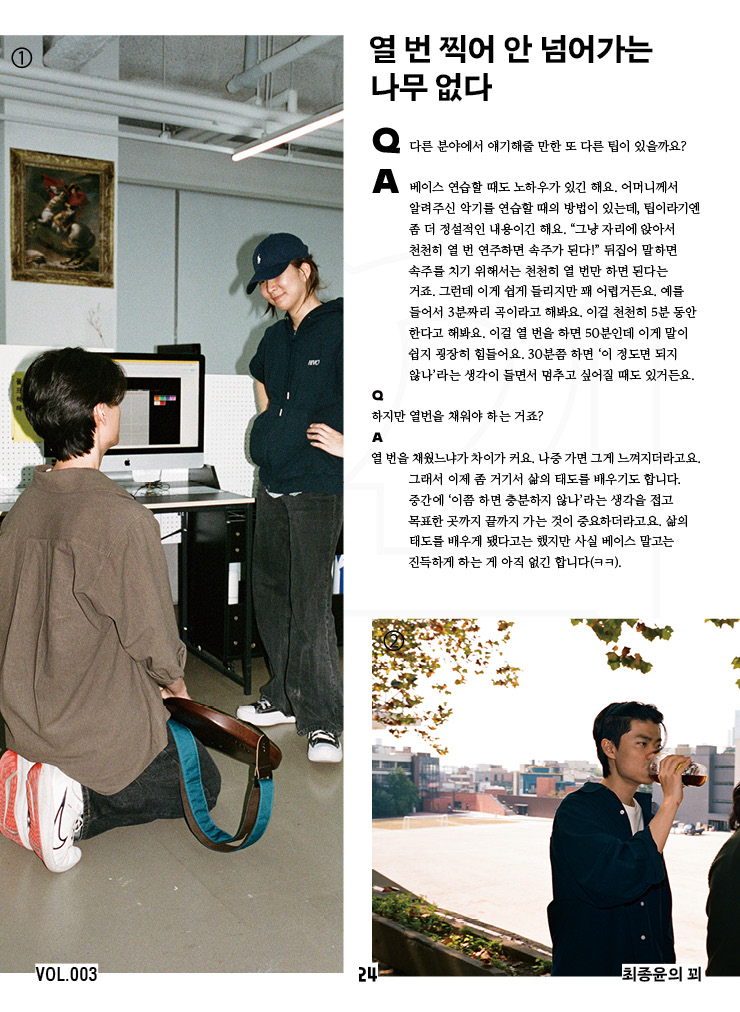 ①
열 번 찍어 안 넘어가는
나무 없다
Q 다른 분야에서 얘기해줄 만한 또 다른 팁이 있을까요?
A 베이스 연습할 때도 노하우가 있긴 해요. 어머니께서
알려주신 악기를 연습할 때의 방법이 있는데, 팁이라기엔
좀 더 정설적인 내용이긴 해요. “그냥 자리에 앉아서
천천히 열 번 연주하면 속주가 된다!” 뒤집어 말하면
속주를 치기 위해서는 천천히 열 번만 하면 된다는
거죠. 그런데 이게 쉽게 들리지만 꽤 어렵거든요. 예를
들어서 3분짜리 곡이라고 해봐요. 이걸 천천히 5분 동안
한다고 해봐요. 이걸 열 번을 하면 50분인데 이게 말이
쉽지 굉장히 힘들어요. 30분쯤 하면 ‘이 정도면 되지
않나’라는 생각이 들면서 멈추고 싶어질 때도 있거든요.
Q
하지만 열번을 채워야 하는 거죠?
A
열 번을 채웠느냐가 차이가 커요. 나중 가면 그게 느껴지더라고요.
그래서 이제 좀 거기서 삶의 태도를 배우기도 합니다.
중간에 ‘이쯤 하면 충분하지 않나’라는 생각을 접고
목표한 곳까지 끝까지 가는 것이 중요하더라고요. 삶의
태도를 배우게 됐다고는 했지만 사실 베이스 말고는
진득하게 하는 게 아직 없긴 합니다(ㅋㅋ).
②
VOL.003
24
최종윤의 꾀